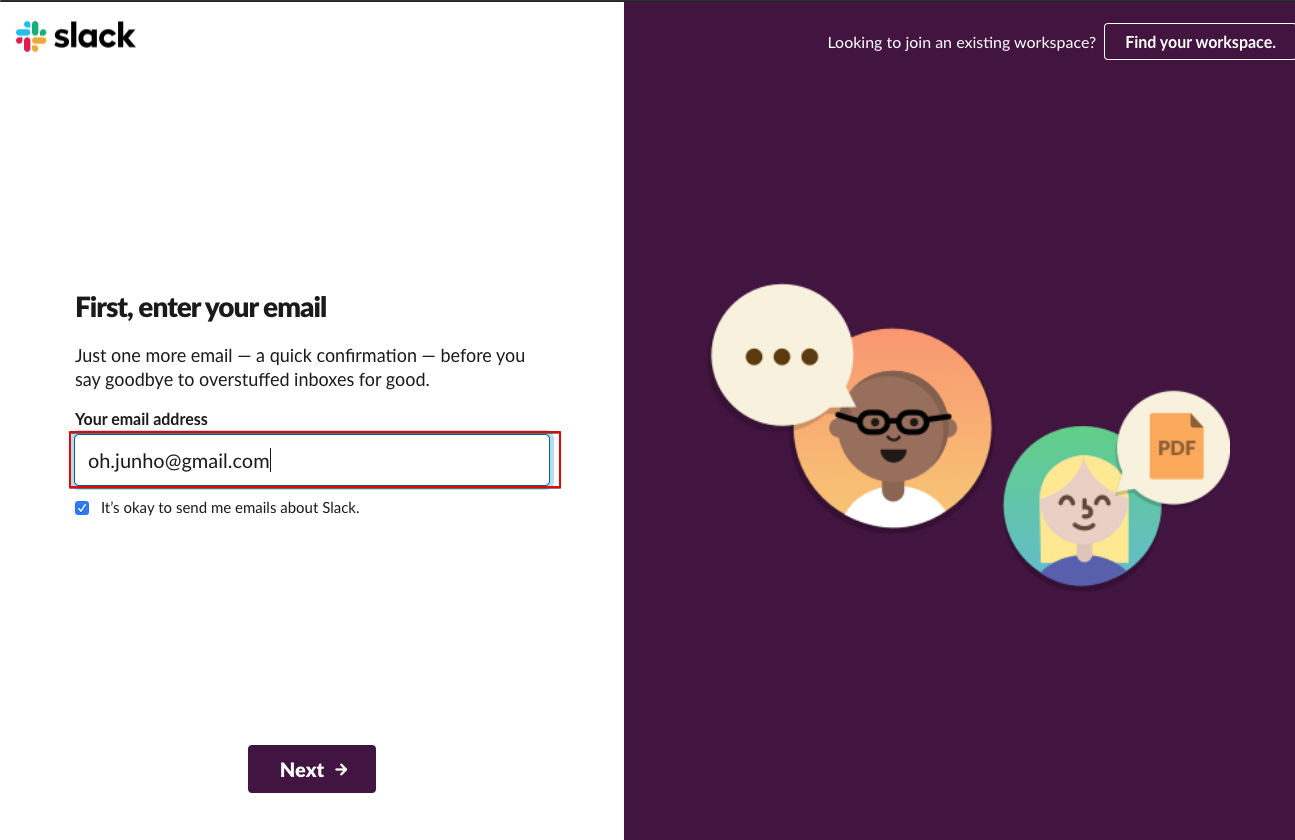 slack
Looking to join an existing workspace? Find your workspace.
First, enter your email
Just one more email — a quick confirmation — before you
say goodbye to overstuffed inboxes for good.
Your email address
oh.junho@gmail.com
It's okay to send me emails about Slack.
PDF
Next →